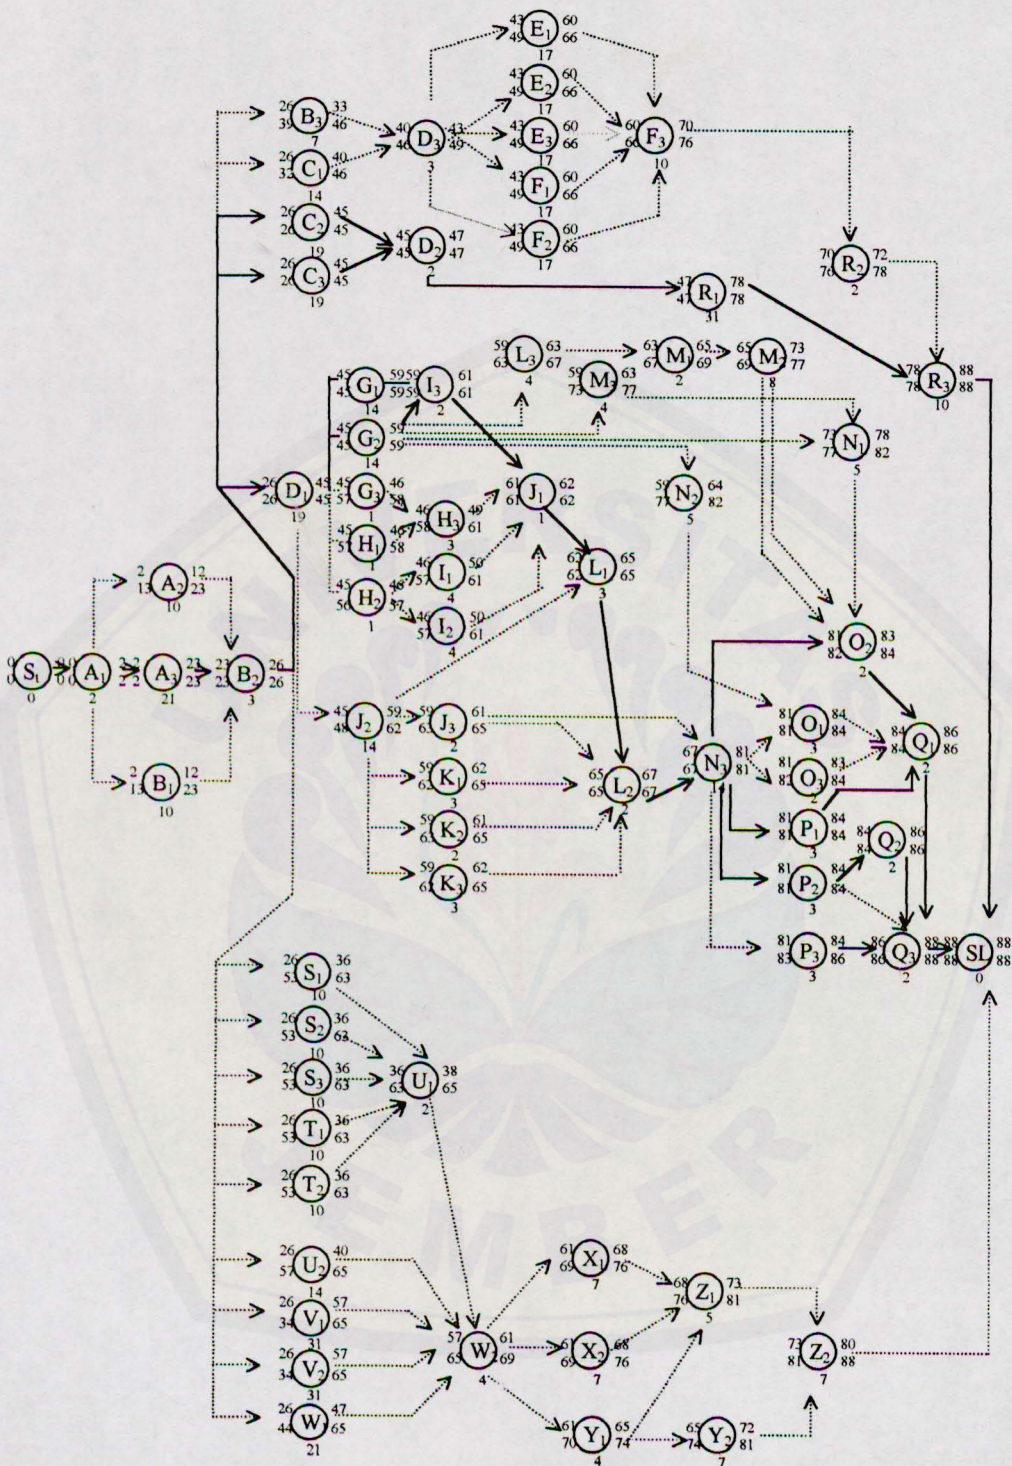 43 E1 60
49 66
17
43 E2 60
49 66
17
26 B3 33
39 46
7
40 D3 43
46 49
3
43 E3 60
49 66
17
60 F3 70
66 76
10
26 C1 40
32 46
14
43 F1 60
49 66
17
26 C2 45
26 45
19
45 D2 47
45 47
2
43 F2 60
49 66
17
26 C3 45
26 45
19
70 R2 72
76 78
2
47 R1 78
47 78
31
59 L3 63
63 67
4
63 M1 65
67 69
2
65 M2 73
69 77
8
45 G1 59
45 59
14
59 I3 61
59 61
2
59 M3 63
73 77
4
78 R3 88
78 88
10
45 G2 59
45 59
14
73 N1 78
77 82
5
26 D1 45
26 45
19
45 G3 46
57 58
1
61 J1 62
61 62
1
59 N2 64
77 82
5
46 H3 49
58 61
3
45 H1 46
57 58
1
46 I1 50
57 61
4
62 L1 65
62 65
3
2 A2 12
13 23
10
45 H2 46
56 57
1
46 I2 50
57 61
4
81 O2 83
82 84
2
0 S1 0
0 0
0
0 A1 2
0 2
2
2 A3 23
2 23
21
23 B2 26
23 26
3
45 J2 59
48 62
14
59 J3 61
63 65
2
81 O1 84
81 84
3
84 Q1 86
84 86
2
67 N3 81
67 81
14
2 B1 12
13 23
10
59 K1 62
62 65
3
65 L2 67
65 67
2
81 O3 83
82 84
2
59 K2 61
63 65
2
81 P1 84
81 84
3
84 Q2 86
84 86
2
59 K3 62
62 65
3
81 P2 84
81 84
3
81 P3 84
83 86
3
86 Q3 88
86 88
2
88 SL 88
88 88
0
26 S1 36
53 63
10
26 S2 36
53 63
10
26 S3 36
53 63
10
36 U1 38
63 65
2
26 T1 36
53 63
10
26 T2 36
53 63
10
26 U2 40
57 65
14
61 X1 68
69 76
7
68 Z1 73
76 81
5
26 V1 57
34 65
31
57 W2 61
65 69
4
61 X2 68
69 76
7
73 Z2 80
81 88
7
26 V2 57
34 65
31
26 W1 47
44 65
21
61 Y1 65
70 74
4
65 Y2 72
74 81
7